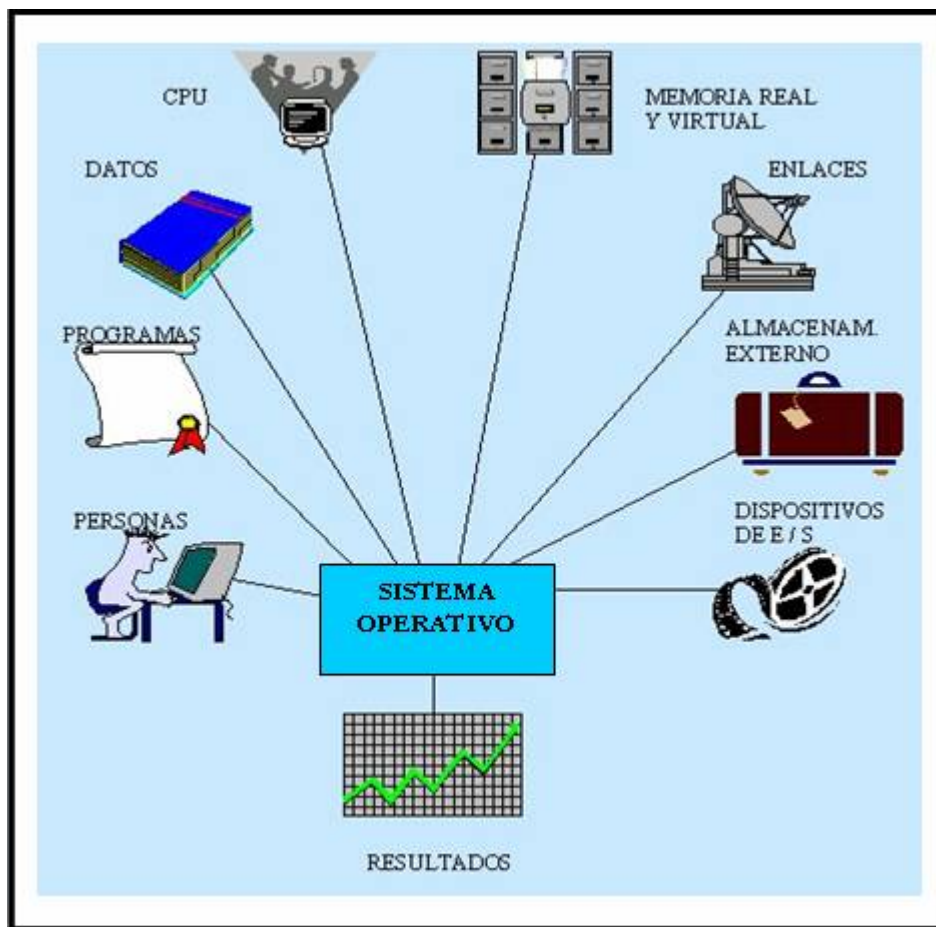 CPU
MEMORIA REAL
Y VIRTUAL
DATOS
ENLACES
PROGRAMAS
ALMACENAM.
EXTERNO
PERSONAS
DISPOSITIVOS
DE E / S
SISTEMA
OPERATIVO
RESULTADOS